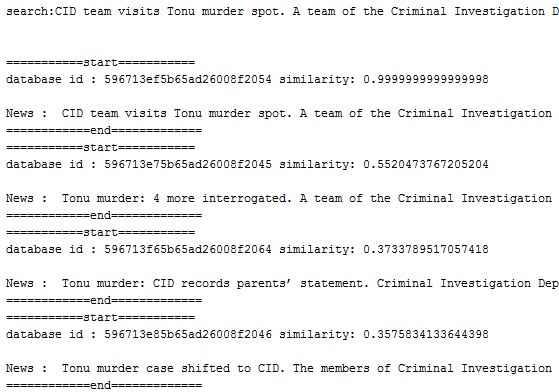 search:CID team visits Tonu murder spot. A team of the Criminal Investigation D
============start============
database id : 596713ef5b65ad26008f2054 similarity: 0.9999999999999998
News :  CID team visits Tonu murder spot. A team of the Criminal Investigation
============end=============
============start============
database id : 596713e75b65ad26008f2045 similarity: 0.5520473767205204
News :  Tonu murder: 4 more interrogated. A team of the Criminal Investigation
============end=============
============start============
database id : 596713f65b65ad26008f2064 similarity: 0.3733789517057418
News :  Tonu murder: CID records parents’ statement. Criminal Investigation Dep
============end=============
============start============
database id : 596713e85b65ad26008f2046 similarity: 0.3575834133644398
News :  Tonu murder case shifted to CID. The members of Criminal Investigation
============end=============